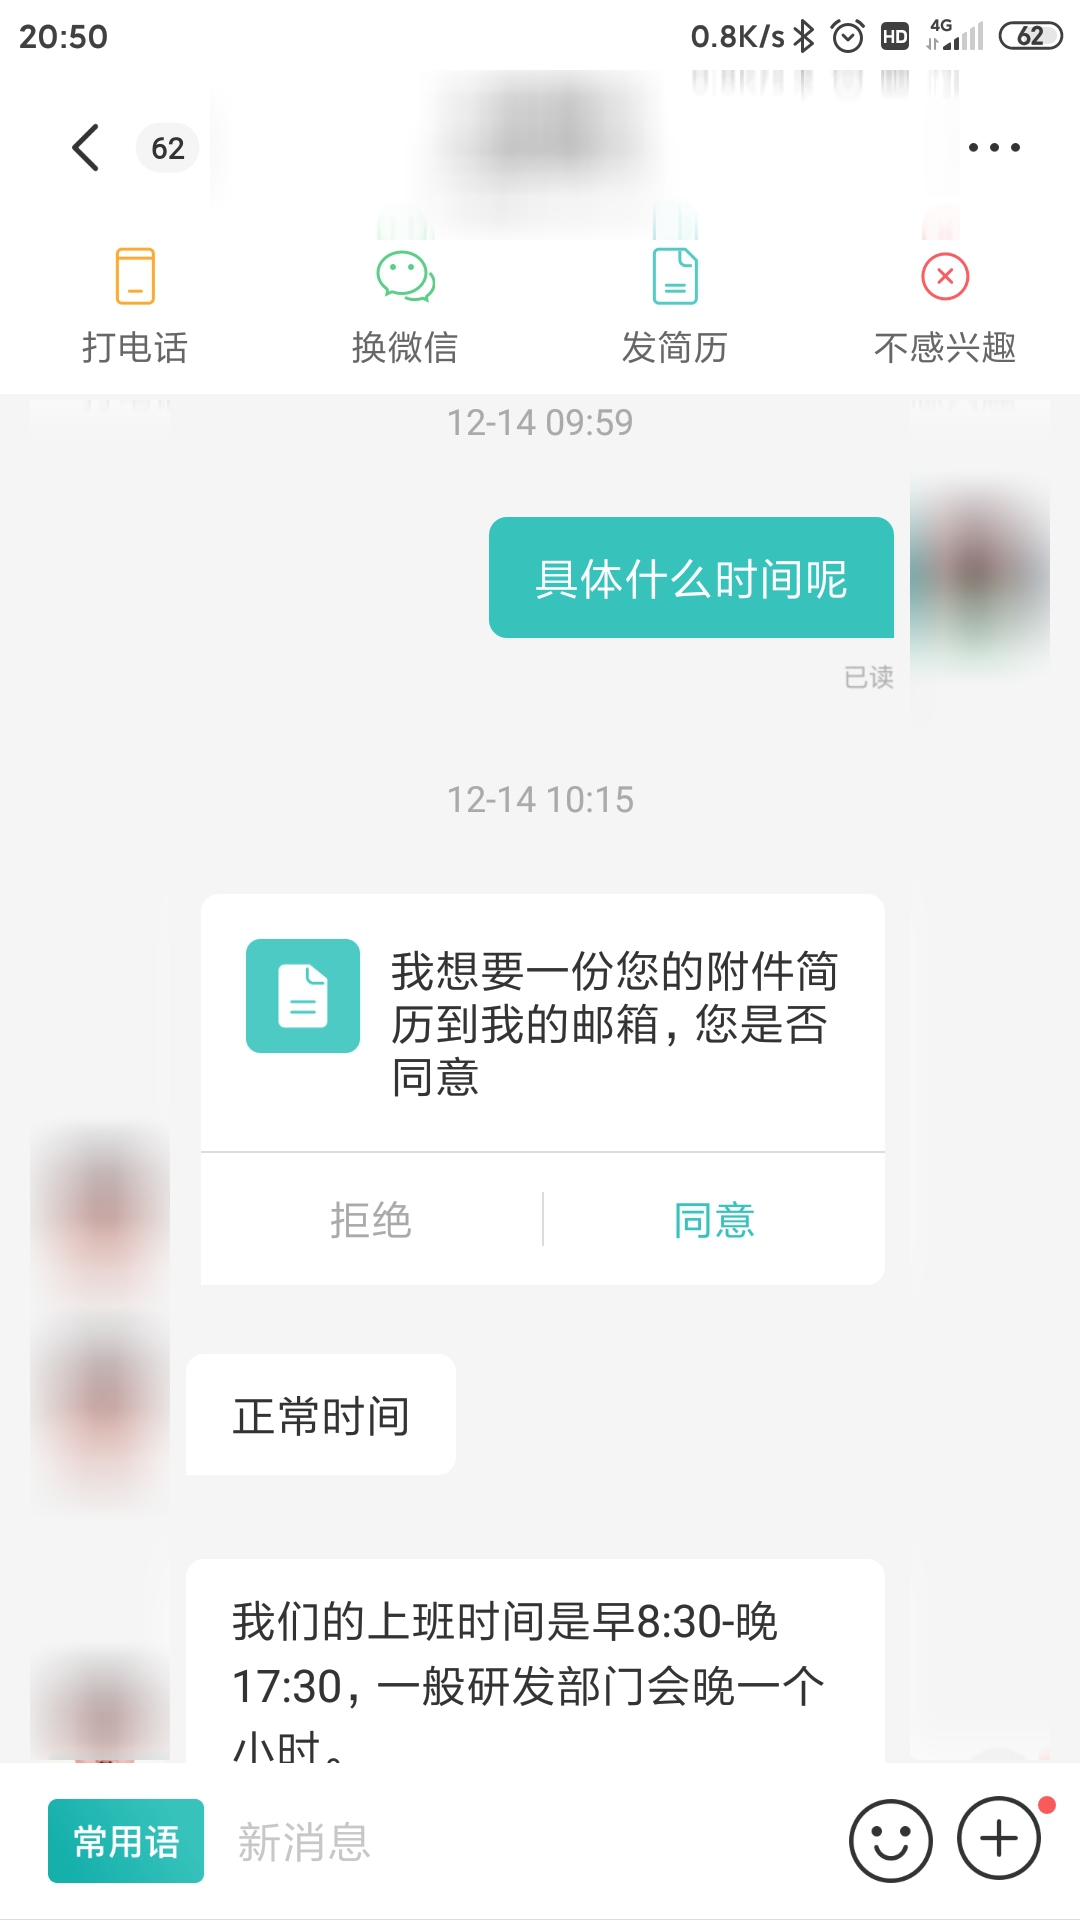 20:50
0.8K/s HD 4G 62
62
打电话
换微信
发简历
不感兴趣
12-14 09:59
具体什么时间呢
已读
12-14 10:15
我想要一份您的附件简
历到我的邮箱，您是否
同意
拒绝
同意
正常时间
我们的上班时间是早8:30-晚
17:30，一般研发部门会晚一个
小时。
常用语
新消息